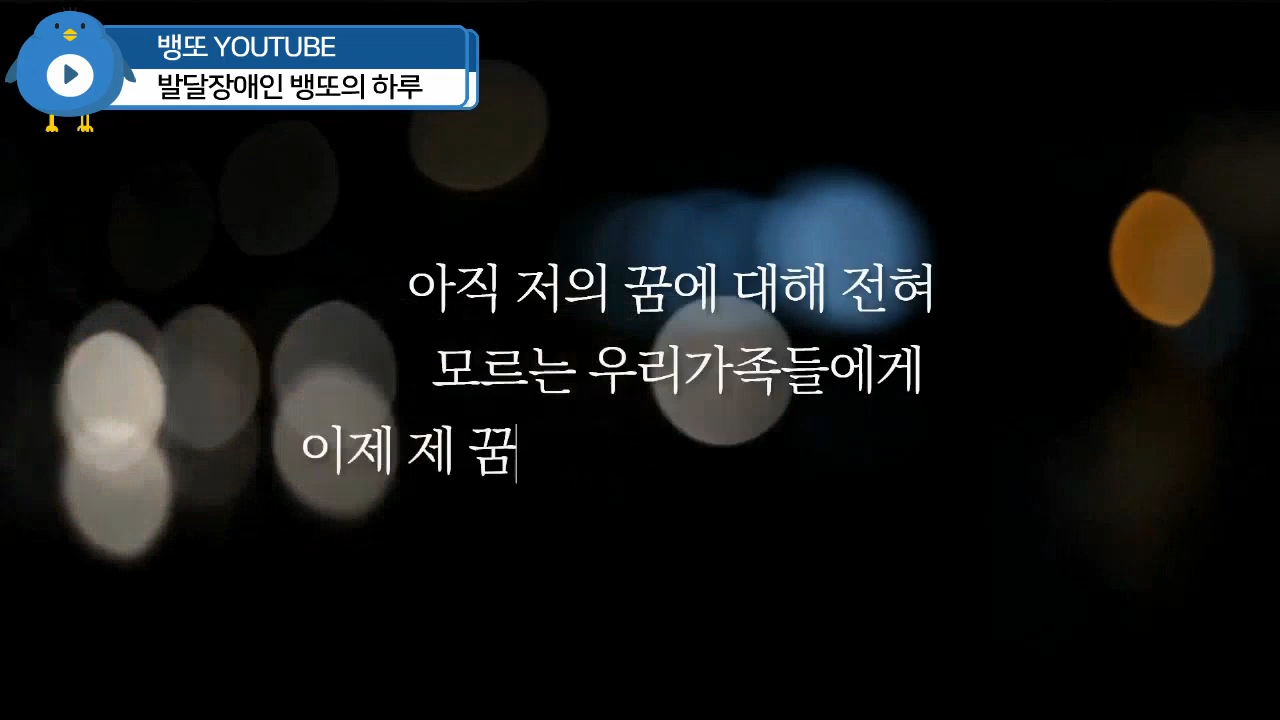 뱅또 YOUTUBE
발달장애인 뱅또의 하루
아직 저의 꿈에 대해 전혀
모르는 우리가족들에게
이제 제 꿈